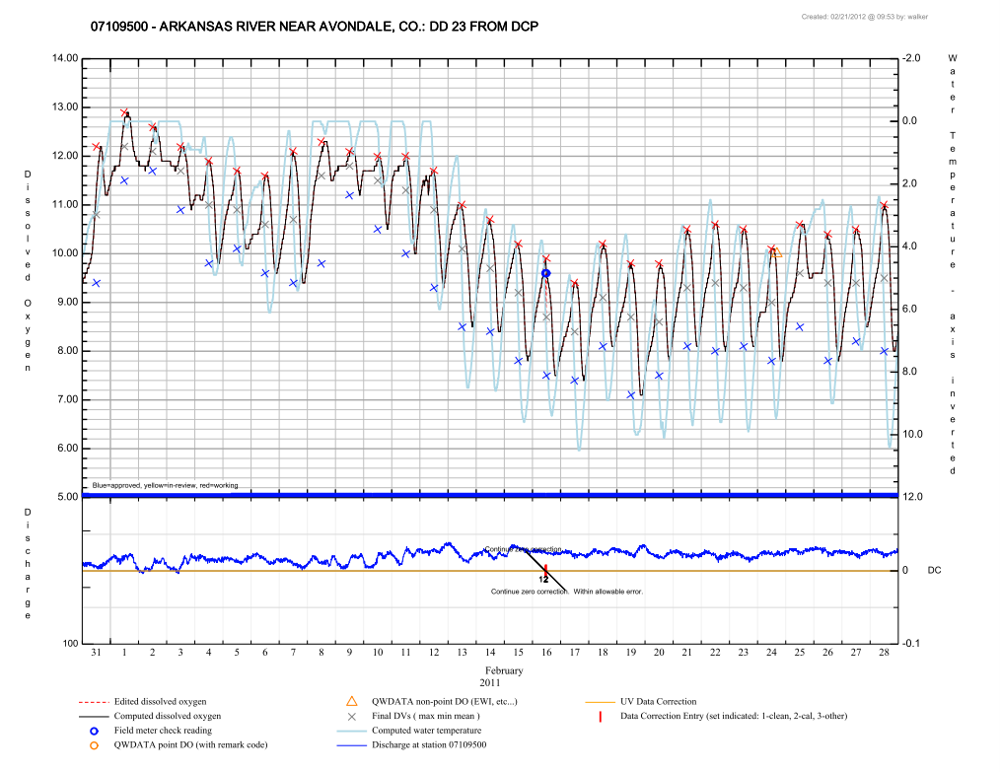 Created: 02/21/2012 @ 09:53 by: walker
07109500 - ARKANSAS RIVER NEAR AVONDALE, CO.: DD 23 FROM DCP
14.00
13.00
12.00
11.00
10.00
9.00
8.00
7.00
6.00
5.00
Dissolved Oxygen
-2.0
0.0
2.0
4.0
6.0
8.0
10.0
12.0
Water Temperature - axis inverted
Blue=approved, yellow=in-review, red=working
Discharge
100
0
-0.1
DC
Continue zero correction.
12
Continue zero correction. Within allowable error.
31 1 2 3 4 5 6 7 8 9 10 11 12 13 14 15 16 17 18 19 20 21 22 23 24 25 26 27 28
February
2011
Edited dissolved oxygen
Computed dissolved oxygen
Field meter check reading
QWDATA point DO (with remark code)
QWDATA non-point DO (EWI, etc...)
Final DVs ( max min mean )
Computed water temperature
Discharge at station 07109500
UV Data Correction
Data Correction Entry (set indicated: 1-clean, 2-cal, 3-other)